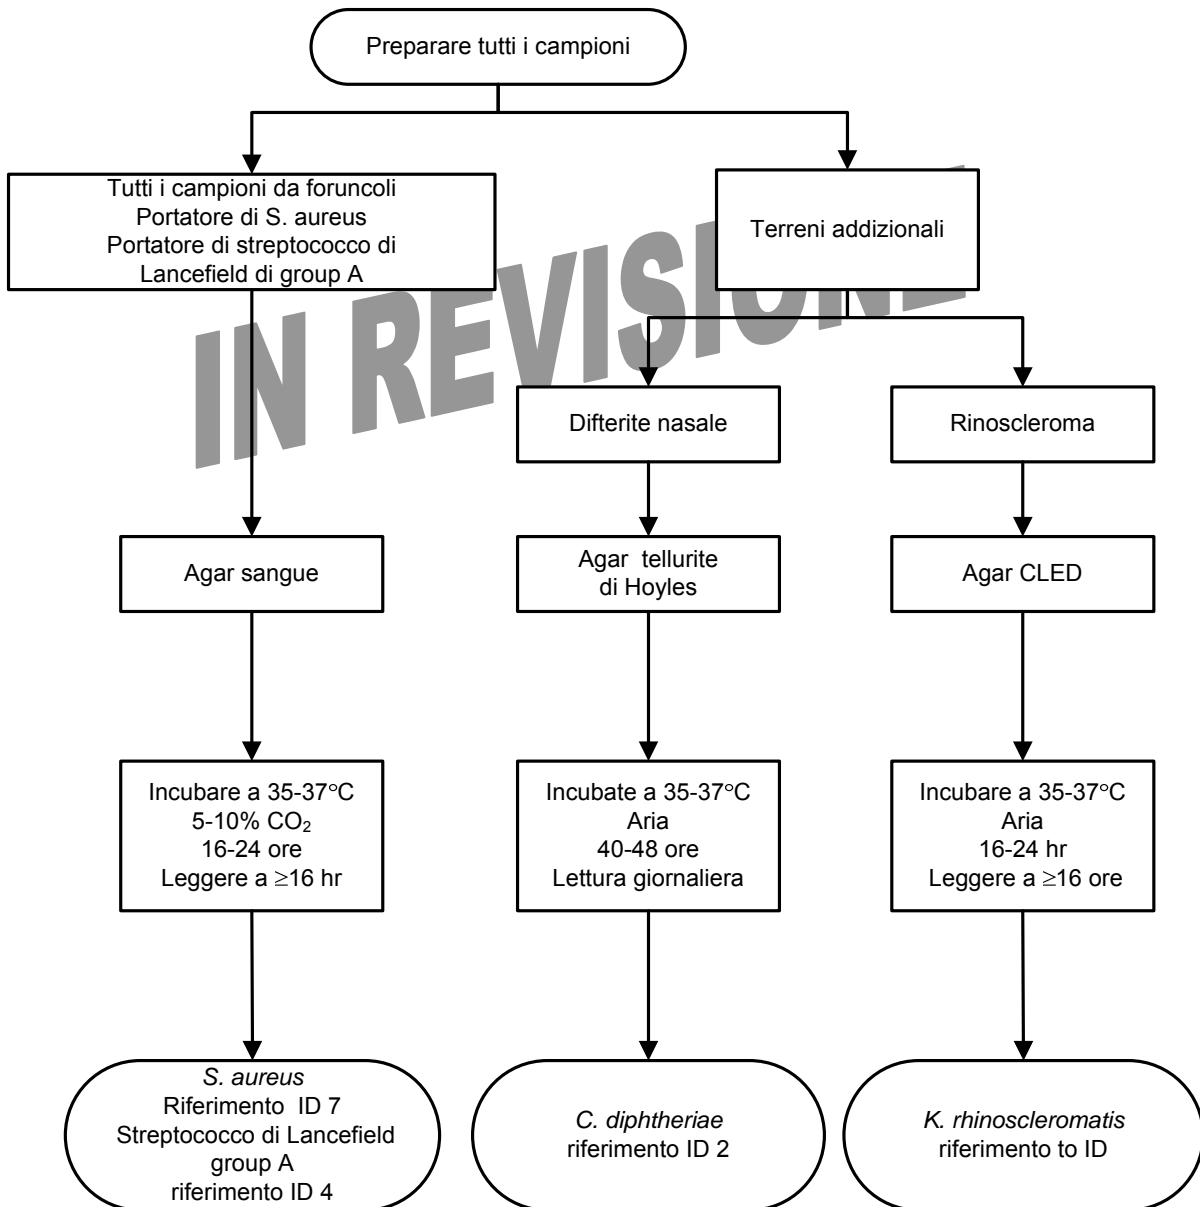 Preparare tutti i campioni
Tutti i campioni da foruncoli
Portatore di S. aureus
Portatore di streptococco di
Lancefield di group A
Terreni addizionali
IN REVISIONE
Difterite nasale
Rinoscleroma
Agar sangue
Agar tellurite
di Hoyles
Agar CLED
Incubare a 35-37°C
5-10% CO₂
16-24 ore
Leggere a ≥16 hr
Incubate a 35-37°C
Aria
40-48 ore
Lettura giornaliera
Incubare a 35-37°C
Aria
16-24 hr
Leggere a ≥16 ore
S. aureus
Riferimento ID 7
Streptococco di Lancefield
group A
riferimento ID 4
C. diphtheriae
riferimento ID 2
K. rhinoscleromatis
riferimento to ID